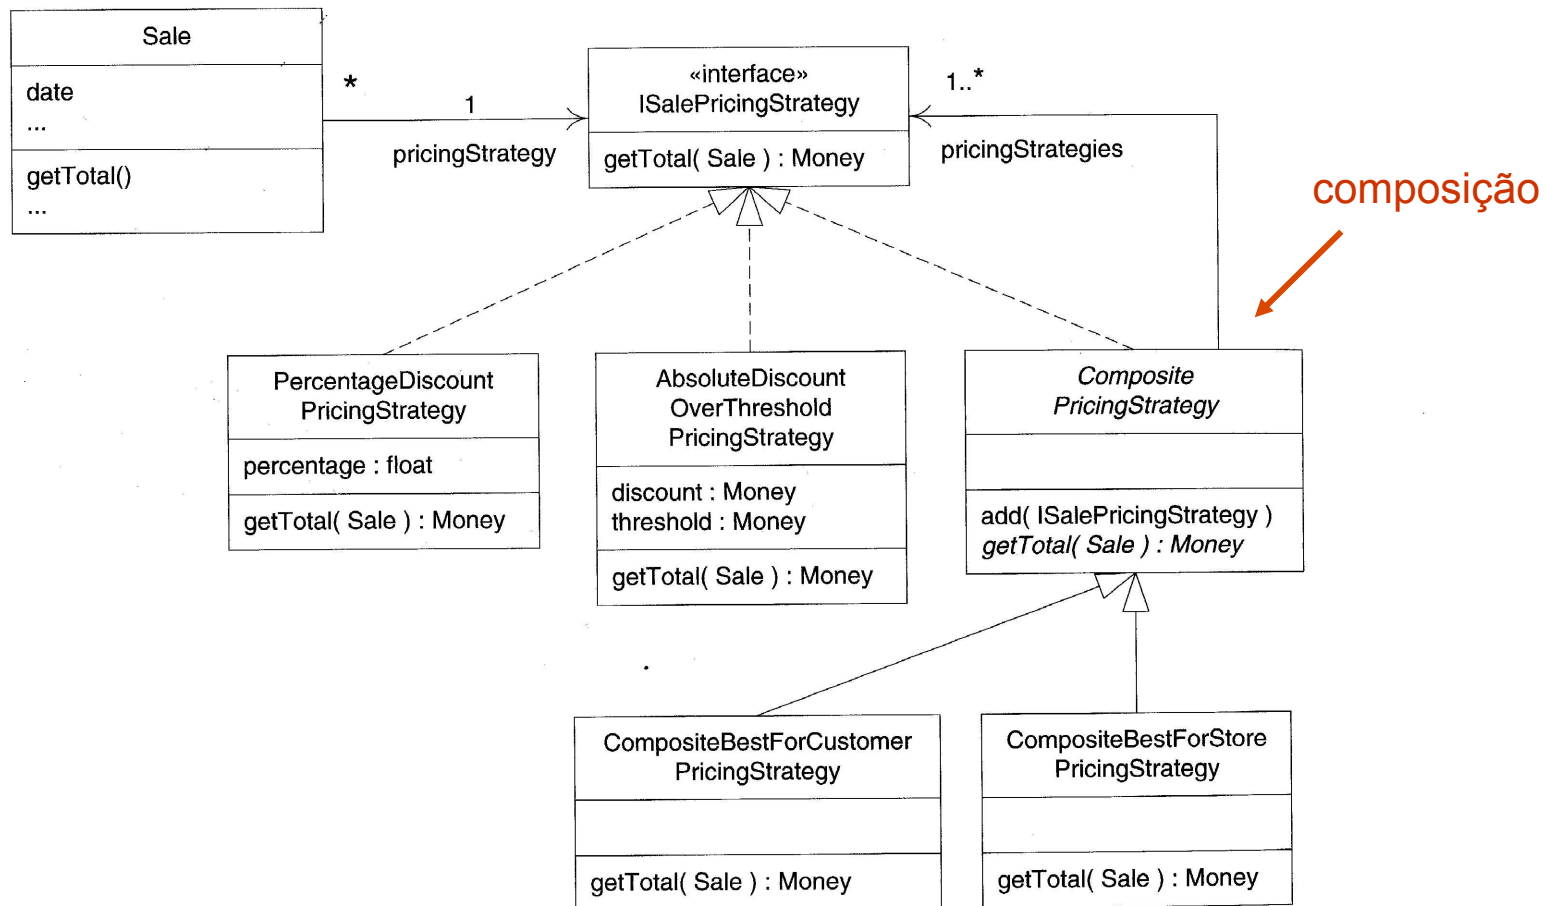 Sale
date
...
getTotal()
...
*
1
pricingStrategy
«interface»
ISalePricingStrategy
getTotal( Sale ) : Money
1..*
pricingStrategies
composição
PercentageDiscount
PricingStrategy
percentage : float
getTotal( Sale ) : Money
AbsoluteDiscount
OverThreshold
PricingStrategy
discount : Money
threshold : Money
getTotal( Sale ) : Money
Composite
PricingStrategy
add( ISalePricingStrategy )
getTotal( Sale ) : Money
CompositeBestForCustomer
PricingStrategy
getTotal( Sale ) : Money
CompositeBestForStore
PricingStrategy
getTotal( Sale ) : Money